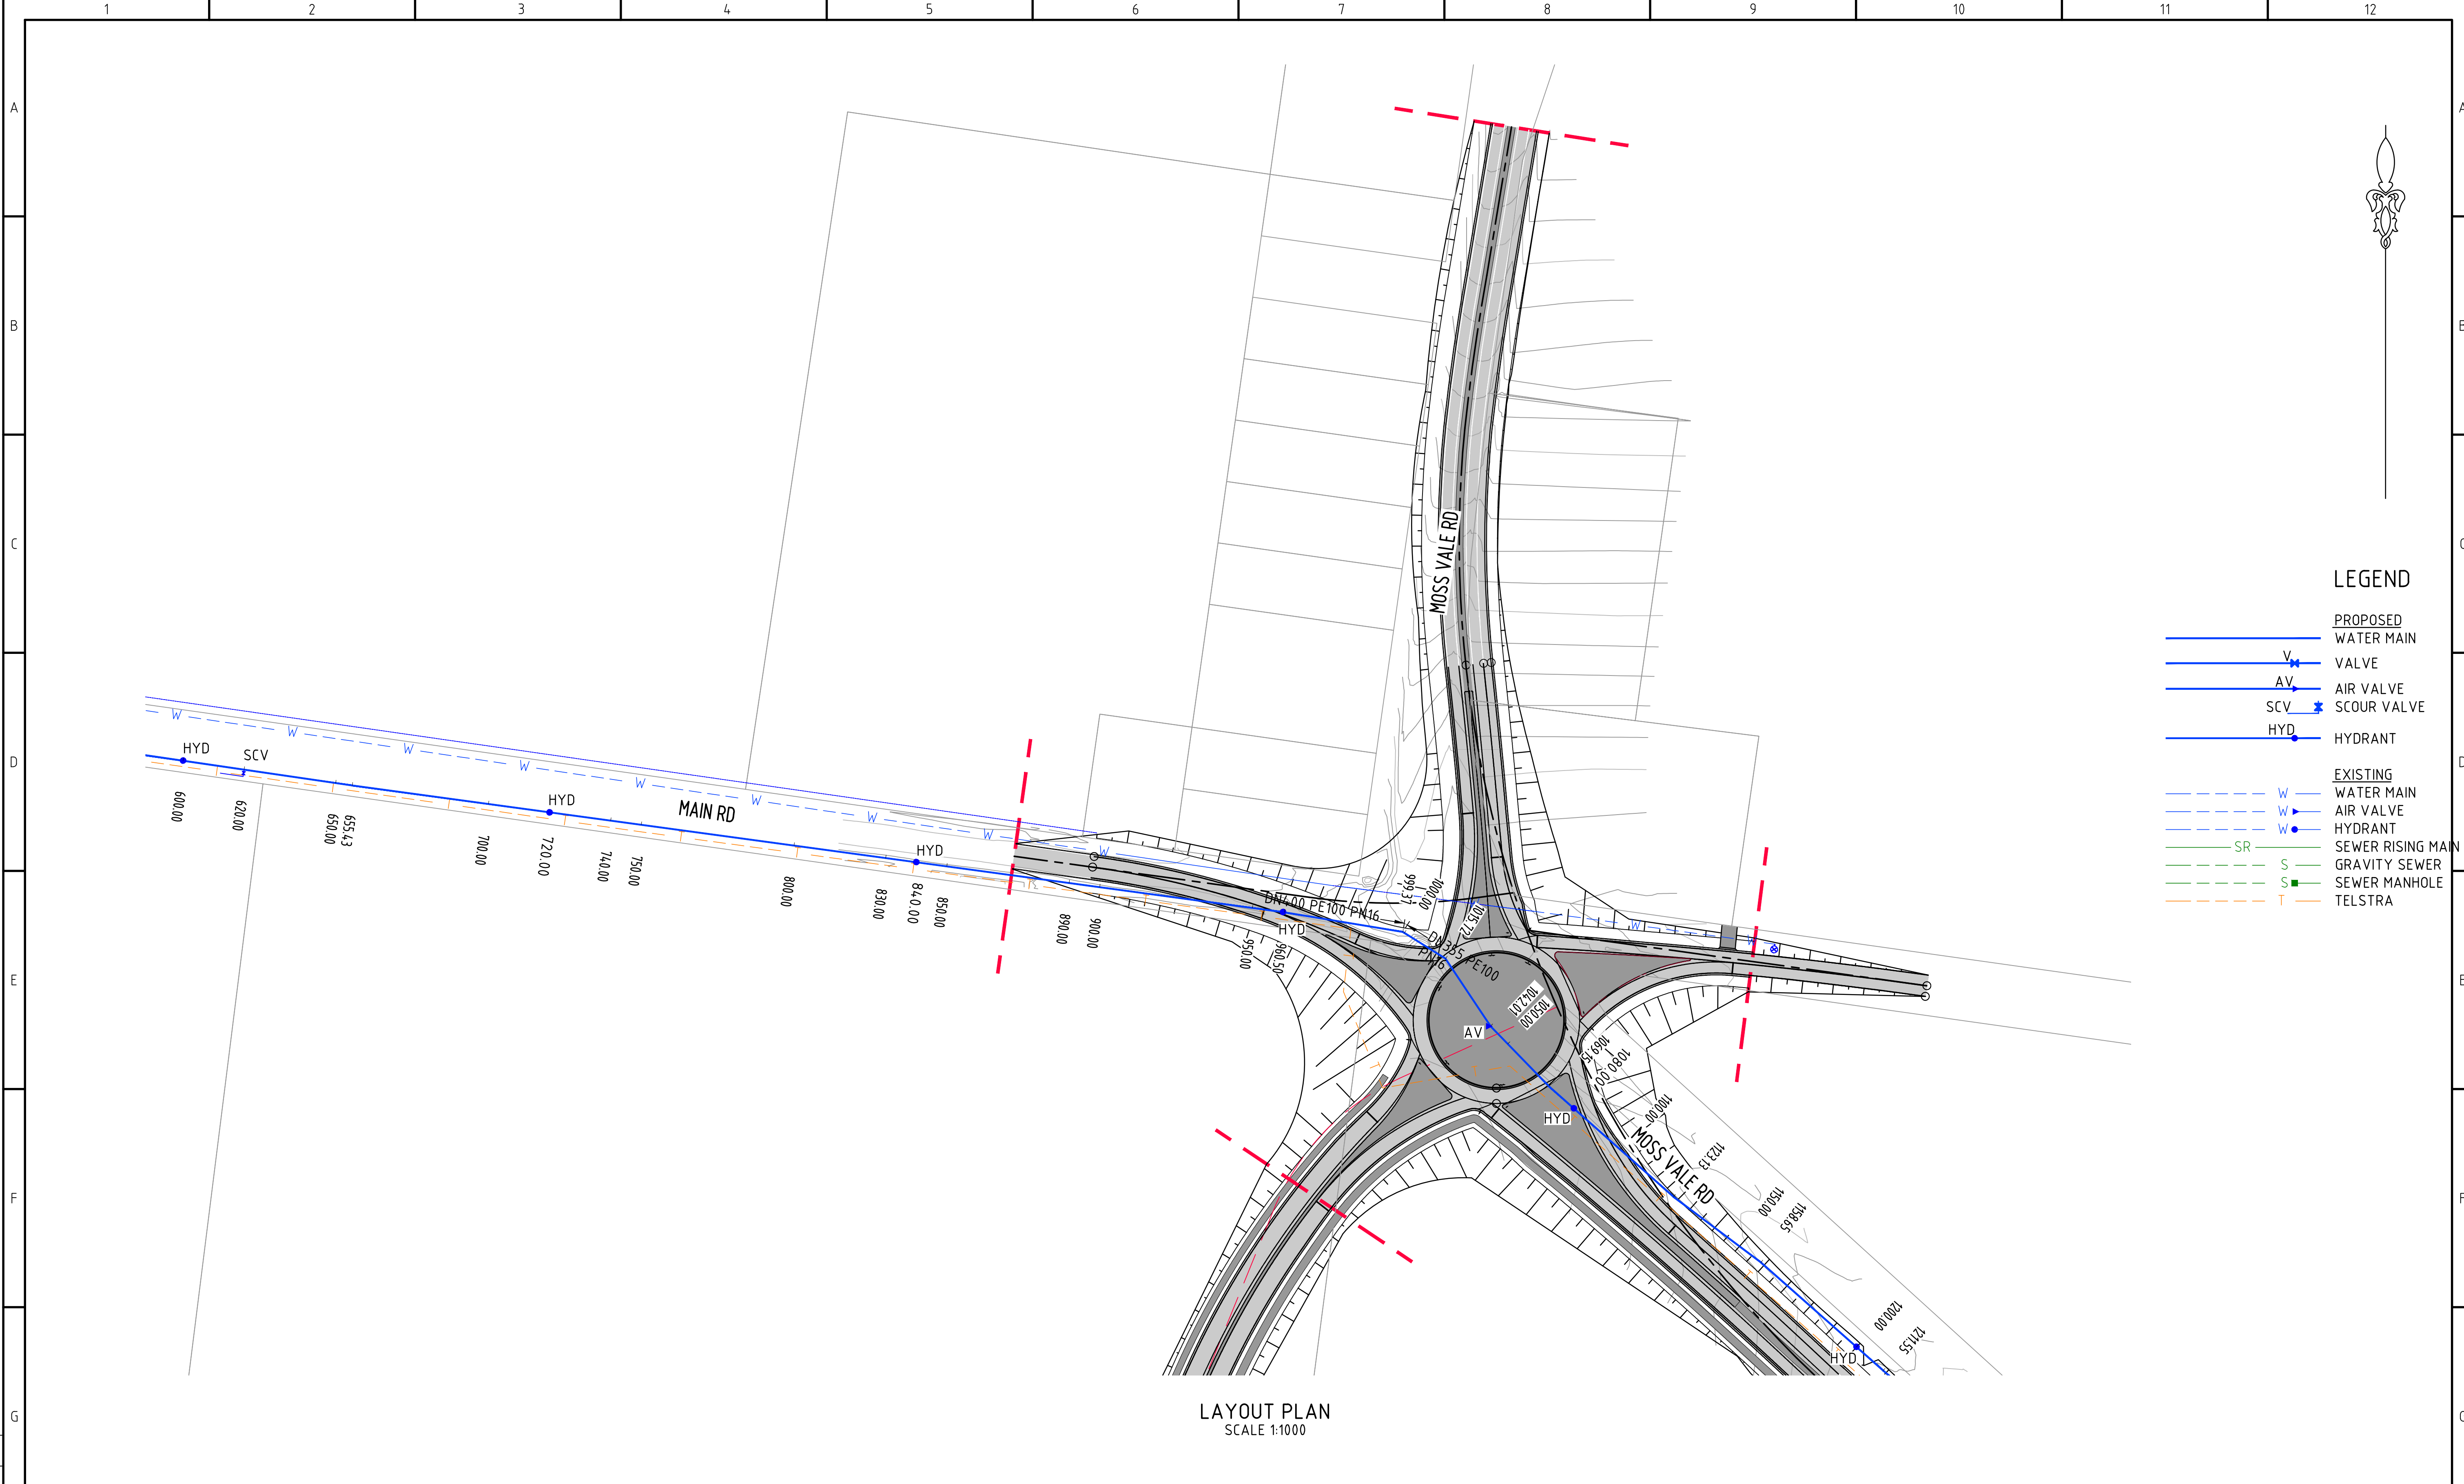 1 2 3 4 5 6 7 8 9 10 11 12
A
B
C
D
E
F
G
MOSS VALE RD
LEGEND
PROPOSED
WATER MAIN
V
VALVE
AV
AIR VALVE
SCV
SCOUR VALVE
HYD
HYDRANT
EXISTING
W
WATER MAIN
W
AIR VALVE
W
HYDRANT
SR
SEWER RISING MAIN
S
GRAVITY SEWER
S
SEWER MANHOLE
T
TELSTRA
W W W W W W W W W W W
HYD
SCV
HYD
MAIN RD
HYD
600.00
620.00
650.00
655.43
700.00
720.00
740.00
750.00
800.00
830.00
840.00
850.00
890.00
900.00
950.00
960.50
999.31
1000.00
1015.72
DN400 PE100 PN16
HYD
DN355 PE100
PN16
1042.01
1050.00
AV
1069.15
1080.00
HYD
1100.00
1123.13
MOSS VALE RD
1150.00
1158.65
1200.00
1211.55
HYD
LAYOUT PLAN
SCALE 1:1000